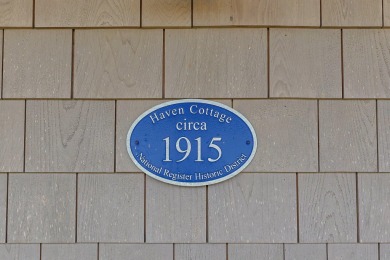 Haven Cottage
circa
1915
National Register Historic District